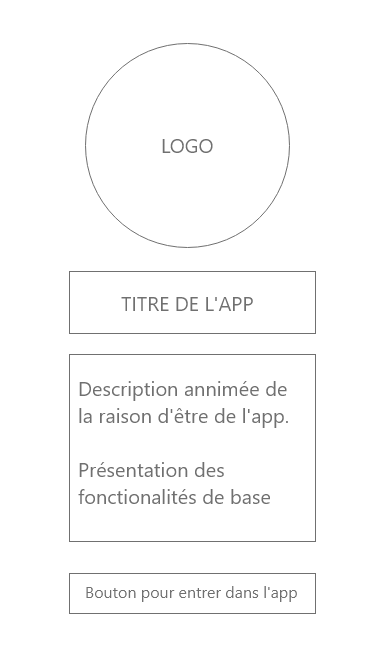 LOGO
TITRE DE L'APP
Description annimée de
la raison d'être de l'app.
Présentation des
fonctionalités de base
Bouton pour entrer dans l'app